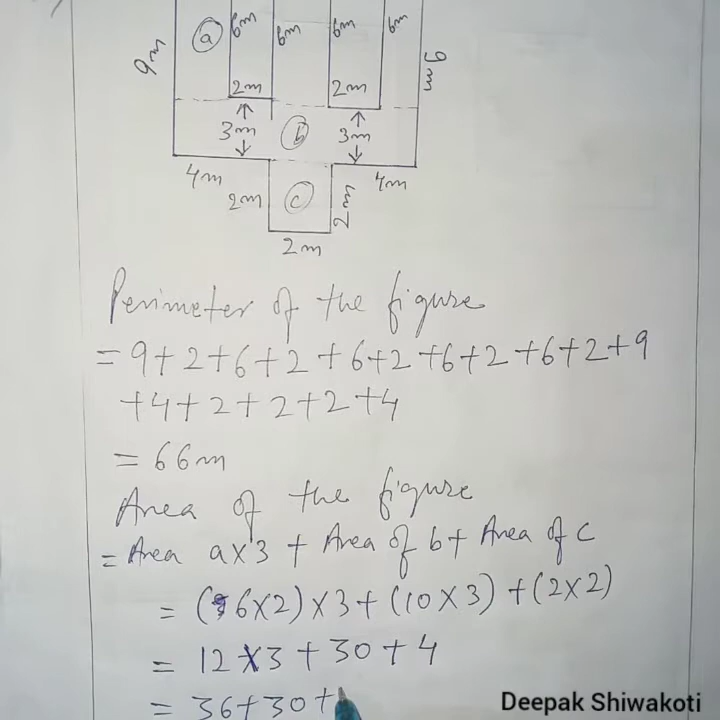 a 6m 6m 6m 6m
9m 9m
2m 2m
3m b 3m
4m 4m
2m c 2m
2m
Perimeter of the figure
= 9+2+6+2+6+2+6+2+6+2+9
+4+2+2+2+4
= 66m
Area of the figure
= Area a×3 + Area of b+ Area of c
= (6×2)×3+(10×3)+(2×2)
= 12×3+30+4
= 36+30+
Deepak Shiwakoti